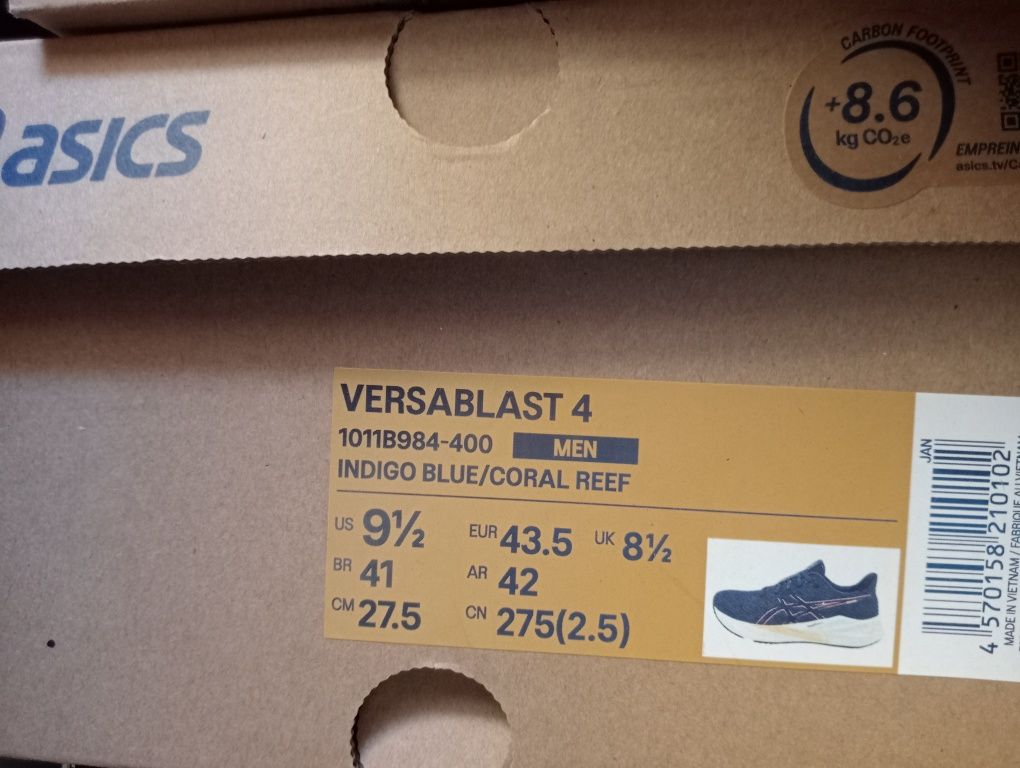 asics
CARBON FOOTPRINT
+8.6
kg CO₂e
asics.tv/C
VERSABLAST 4
1011B984-400 MEN
INDIGO BLUE/CORAL REEF
US 9½ EUR 43.5 UK 8½
BR 41 AR 42
CM 27.5 CN 275(2.5)
JAN
4 570158 210102
MADE IN VIETNAM / FABRIQUÉ AU VIETNAM